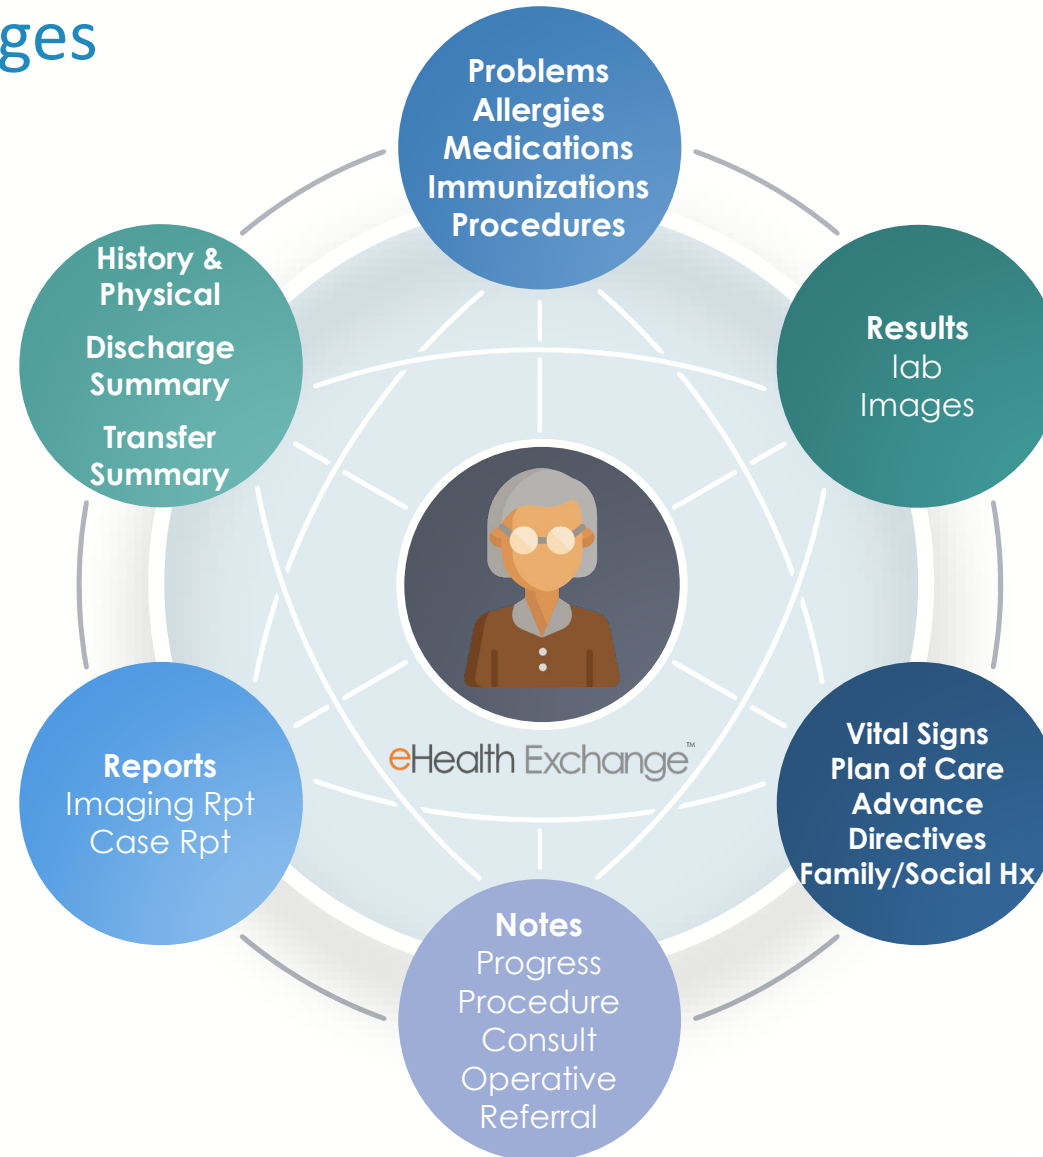 ges
Problems
Allergies
Medications
Immunizations
Procedures
History &
Physical
Discharge
Summary
Transfer
Summary
Results
lab
Images
eHealth Exchange™
Reports
Imaging Rpt
Case Rpt
Vital Signs
Plan of Care
Advance
Directives
Family/Social Hx
Notes
Progress
Procedure
Consult
Operative
Referral